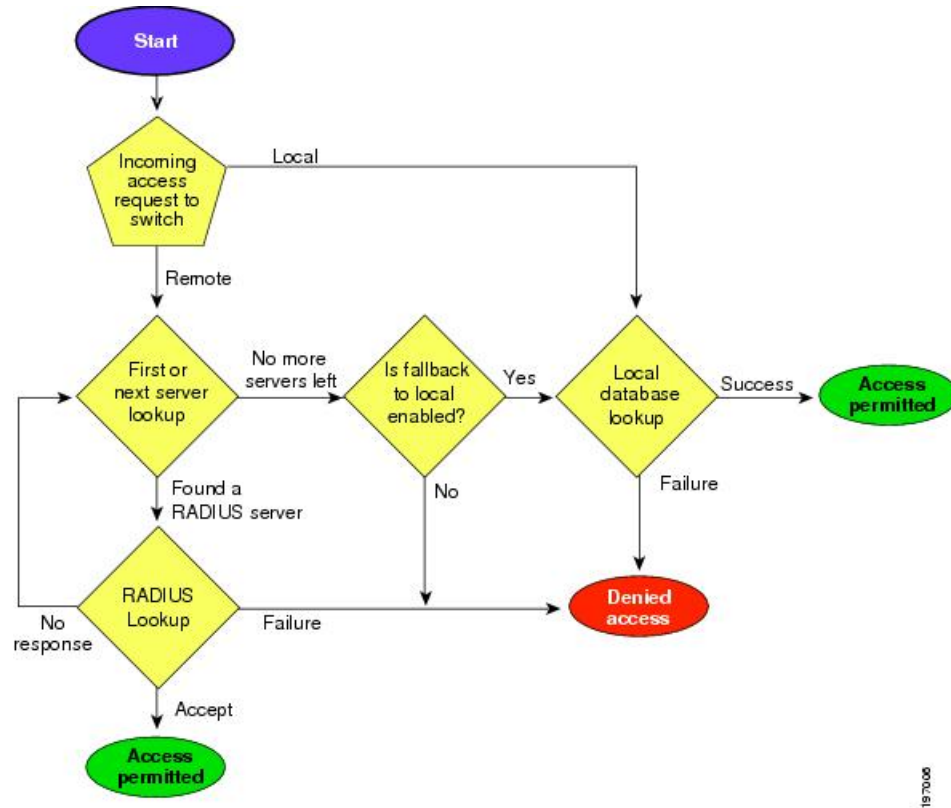 Start
Incoming
access
request to
switch
Local
Remote
First or
next server
lookup
No more
servers left
Is fallback
to local
enabled?
Yes
Local
database
lookup
Success
Access
permitted
Found a
RADIUS server
No
Failure
RADIUS
Lookup
No
response
Failure
Denied
access
Accept
Access
permitted
197006